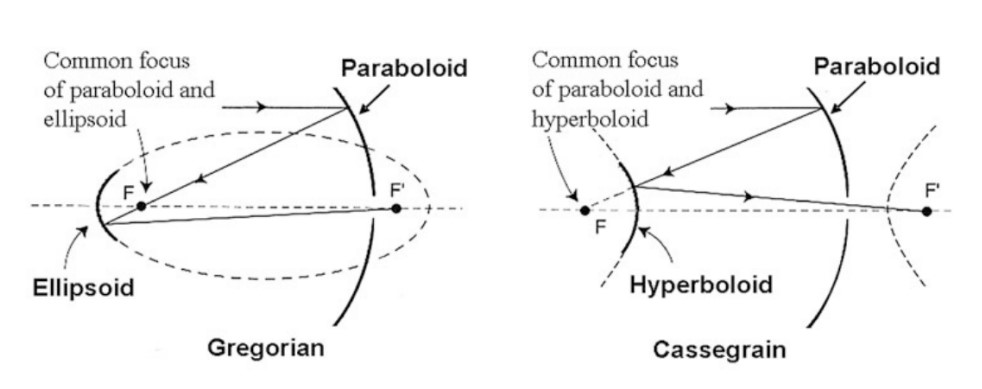 Common focus
of paraboloid and
ellipsoid
Paraboloid
F
F'
Ellipsoid
Gregorian
Common focus
of paraboloid and
hyperboloid
Paraboloid
F
F'
Hyperboloid
Cassegrain